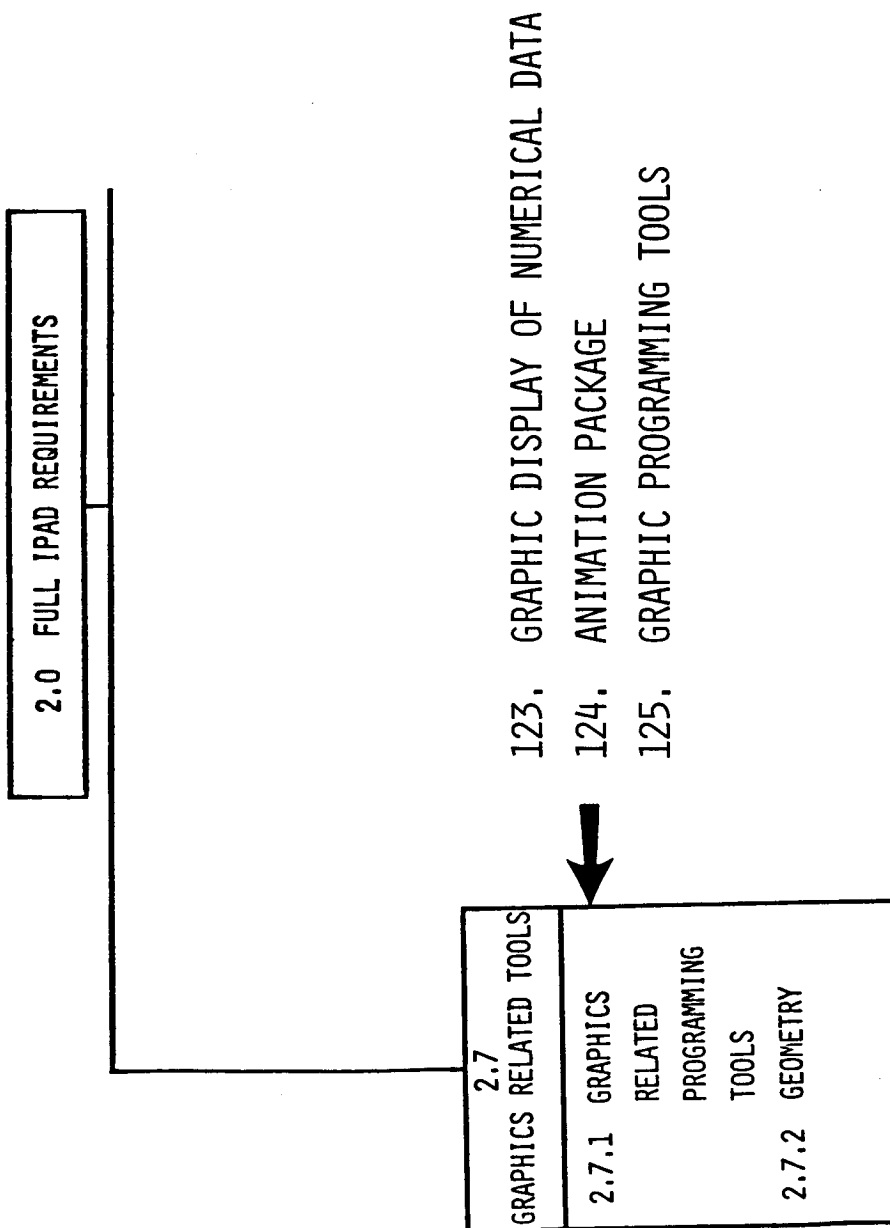 2.0 FULL IPAD REQUIREMENTS
2.7
GRAPHICS RELATED TOOLS
2.7.1 GRAPHICS
RELATED
PROGRAMMING
TOOLS
2.7.2 GEOMETRY
123. GRAPHIC DISPLAY OF NUMERICAL DATA
124. ANIMATION PACKAGE
125. GRAPHIC PROGRAMMING TOOLS